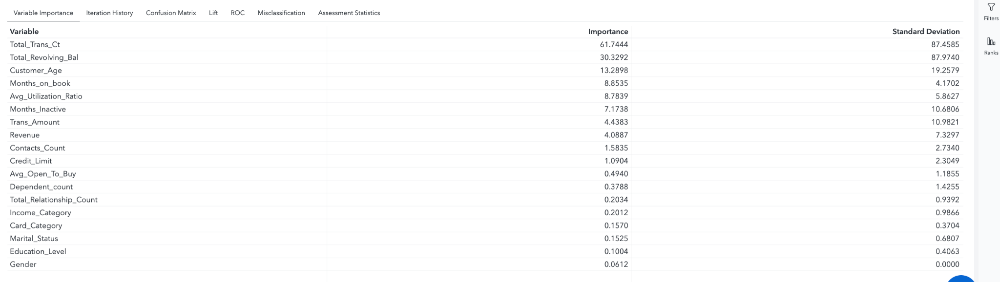 Variable Importance Iteration History Confusion Matrix Lift ROC Misclassification Assessment Statistics
Filters
Ranks
Variable Importance Standard Deviation
Total_Trans_Ct 61.7444 87.4585
Total_Revolving_Bal 30.3292 87.9740
Customer_Age 13.2898 19.2579
Months_on_book 8.8535 4.1702
Avg_Utilization_Ratio 8.7839 5.8627
Months_Inactive 7.1738 10.6806
Trans_Amount 4.4383 10.9821
Revenue 4.0887 7.3297
Contacts_Count 1.5835 2.7340
Credit_Limit 1.0904 2.3049
Avg_Open_To_Buy 0.4940 1.1855
Dependent_count 0.3788 1.4255
Total_Relationship_Count 0.2034 0.9392
Income_Category 0.2012 0.9866
Card_Category 0.1570 0.3704
Marital_Status 0.1525 0.6807
Education_Level 0.1004 0.4063
Gender 0.0612 0.0000